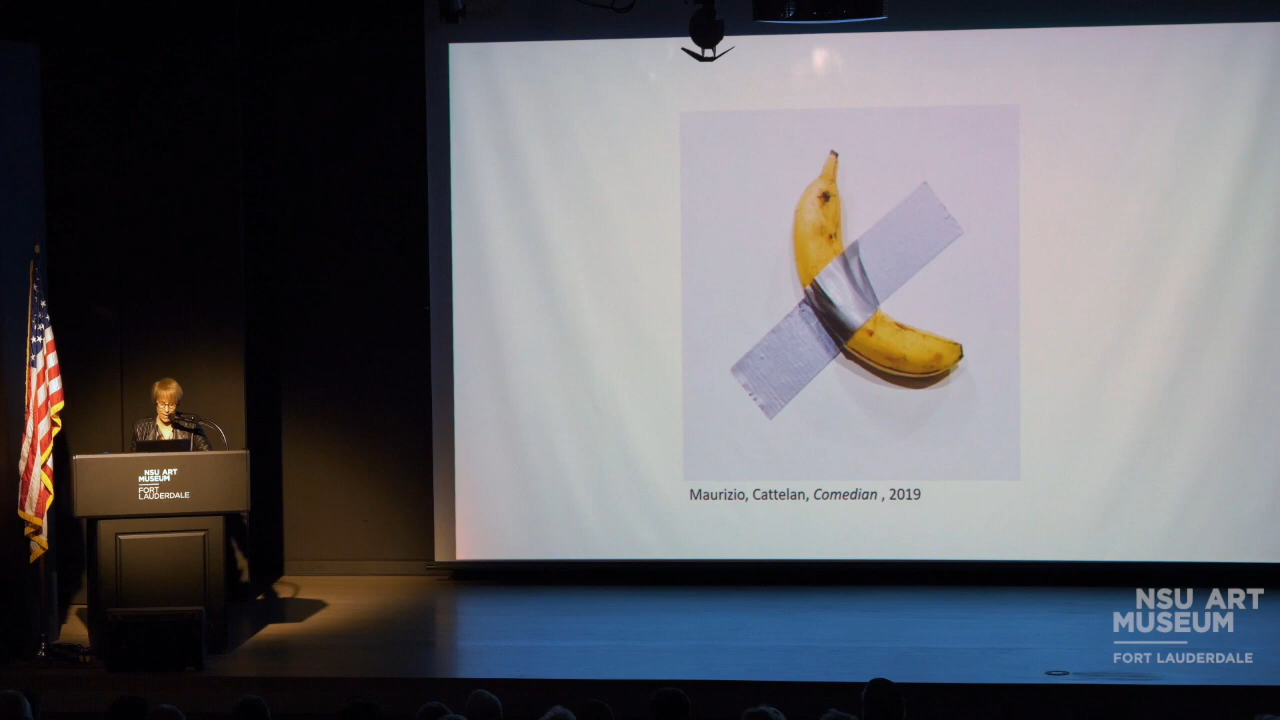 Maurizio, Cattelan, Comedian , 2019
NSU ART
MUSEUM
FORT
LAUDERDALE
NSU ART
MUSEUM
FORT LAUDERDALE